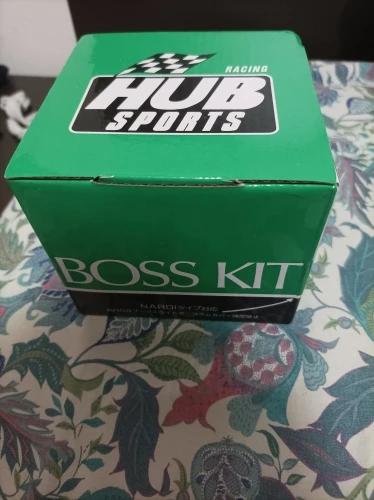 RACING
HUB
SPORTS
BOSS KIT
NARDIタイプ対応